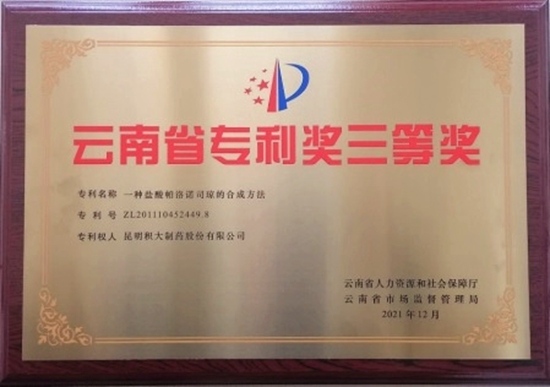 云南省专利奖三等奖
专利名称 一种盐酸帕洛诺司琼的合成方法
专利号 ZL201110452449.8
专利权人 昆明积大制药股份有限公司
云南省人力资源和社会保障厅
云南省市场监督管理局
2021年12月